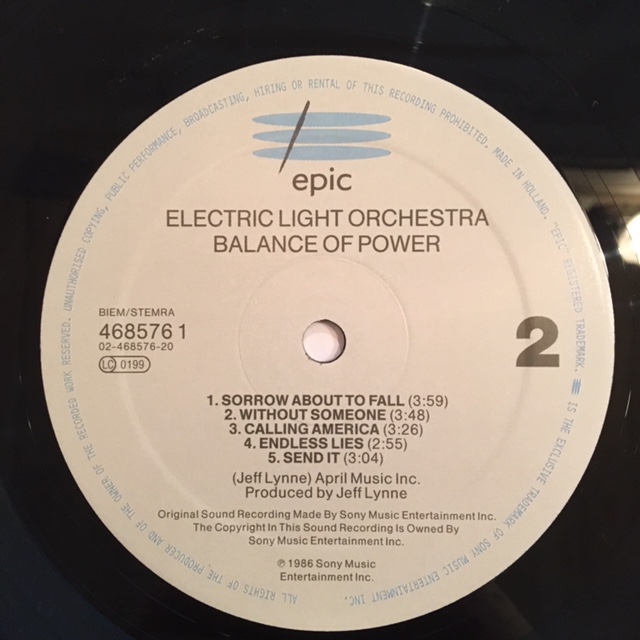 epic
ELECTRIC LIGHT ORCHESTRA
BALANCE OF POWER
BIEM/STEMRA
468576 1
02-468576-20
LC 0199
2
1. SORROW ABOUT TO FALL (3:59)
2. WITHOUT SOMEONE (3:48)
3. CALLING AMERICA (3:26)
4. ENDLESS LIES (2:55)
5. SEND IT (3:04)
(Jeff Lynne) April Music Inc.
Produced by Jeff Lynne
Original Sound Recording Made By Sony Music Entertainment Inc.
The Copyright In This Sound Recording Is Owned By
Sony Music Entertainment Inc.
℗ 1986 Sony Music
Entertainment Inc.
ALL RIGHTS OF THE PRODUCER AND OF THE OWNER OF THE RECORDED WORK RESERVED. UNAUTHORISED COPYING, PUBLIC PERFORMANCE, BROADCASTING, HIRING OR RENTAL OF THIS RECORDING PROHIBITED. MADE IN HOLLAND. "EPIC" REGISTERED TRADEMARK. IS THE EXCLUSIVE TRADEMARK OF SONY MUSIC ENTERTAINMENT INC.